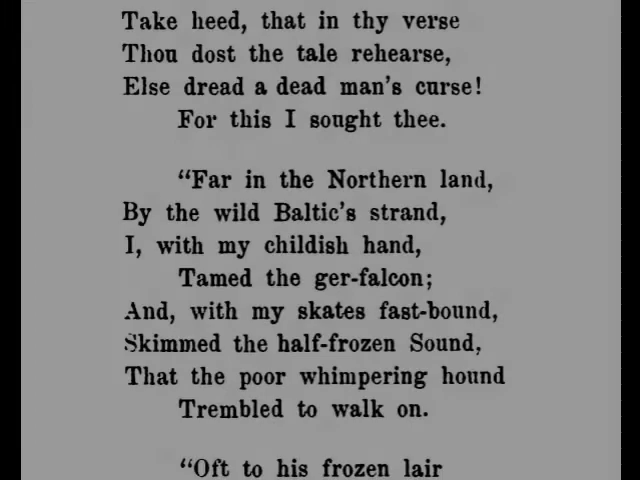 Take heed, that in thy verse
Thou dost the tale rehearse,
Else dread a dead man's curse!
For this I sought thee.
"Far in the Northern land,
By the wild Baltic's strand,
I, with my childish hand,
Tamed the ger-falcon;
And, with my skates fast-bound,
Skimmed the half-frozen Sound,
That the poor whimpering hound
Trembled to walk on.
"Oft to his frozen lair